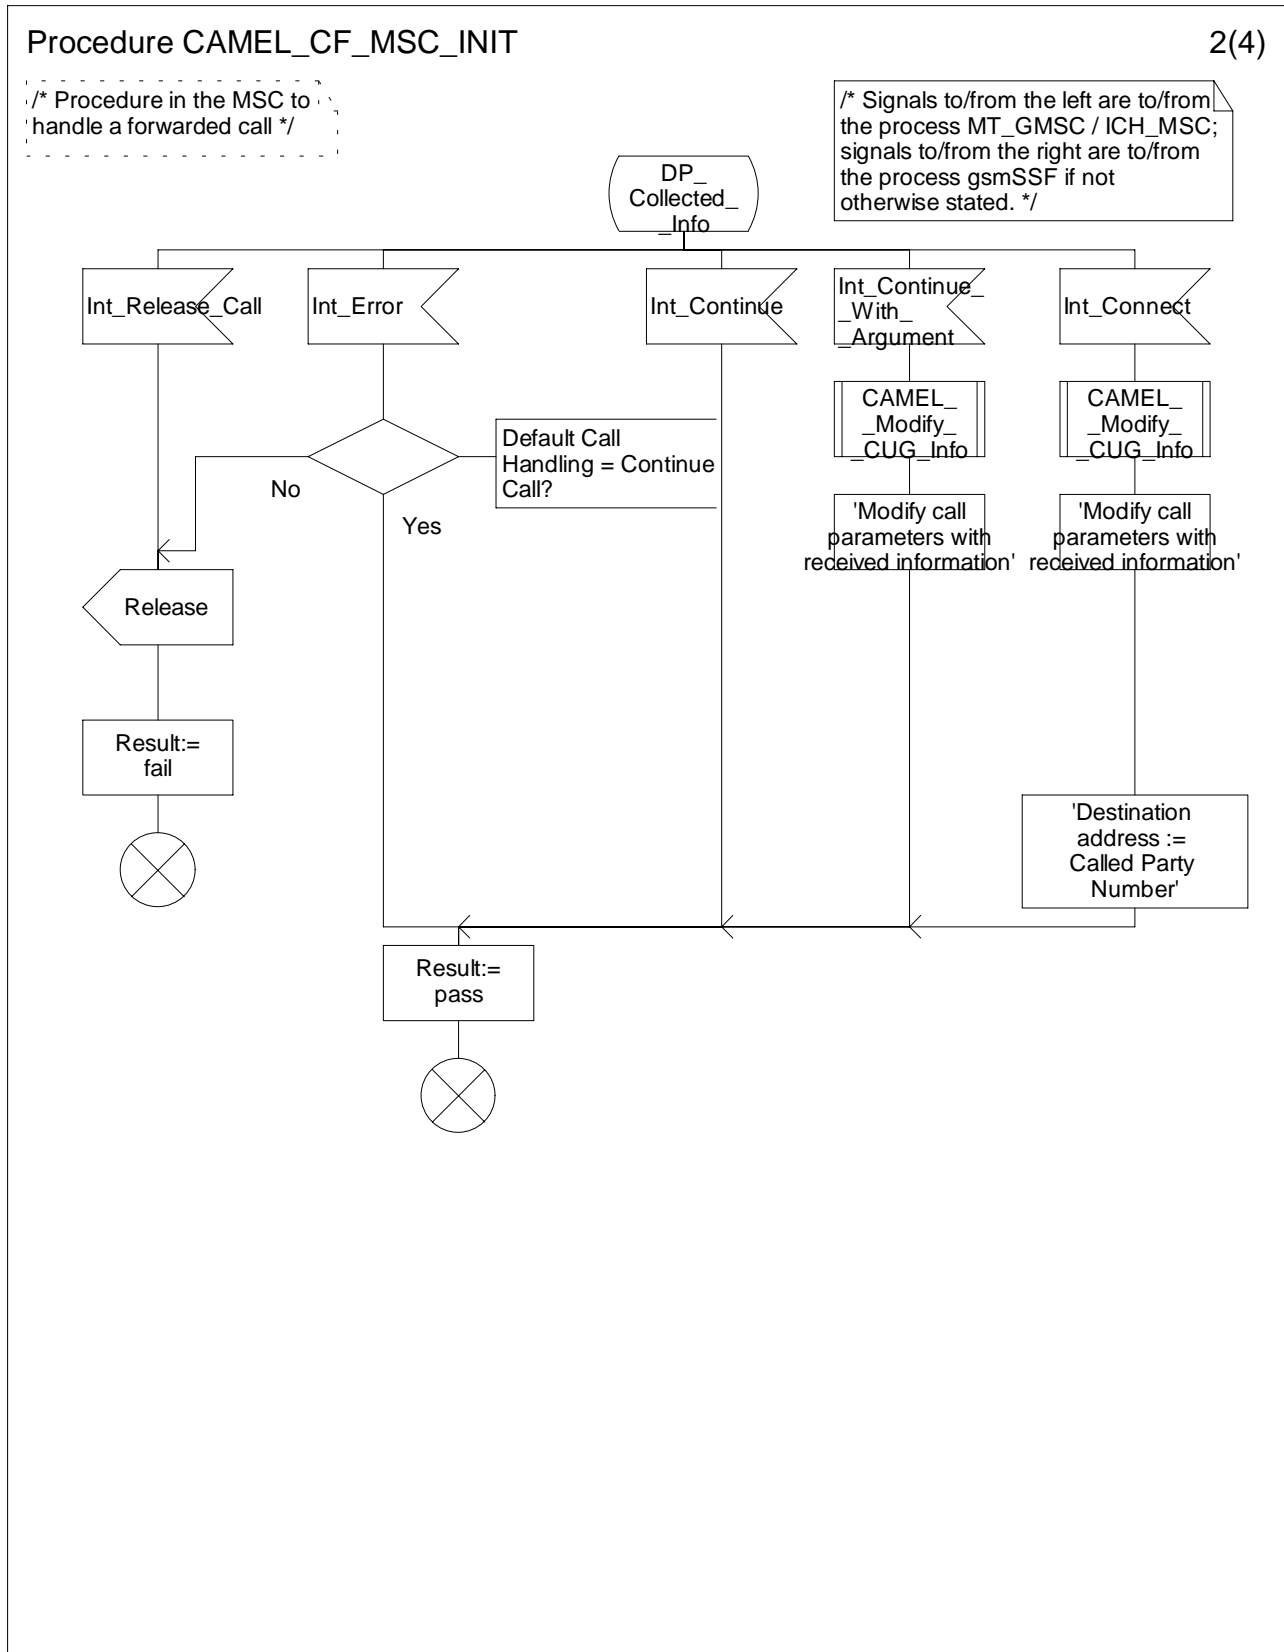 Procedure CAMEL_CF_MSC_INIT
2(4)
/* Procedure in the MSC to
handle a forwarded call */
/* Signals to/from the left are to/from
the process MT_GMSC / ICH_MSC;
signals to/from the right are to/from
the process gsmSSF if not
otherwise stated. */
DP_
Collected_
_Info
Int_Release_Call
Int_Error
Int_Continue
Int_Continue_
_With_
_Argument
Int_Connect
CAMEL_
_Modify_
_CUG_Info
CAMEL_
_Modify_
_CUG_Info
Default Call
Handling = Continue
Call?
No
Yes
'Modify call
parameters with
received information'
'Modify call
parameters with
received information'
Release
Result:=
fail
'Destination
address :=
Called Party
Number'
Result:=
pass